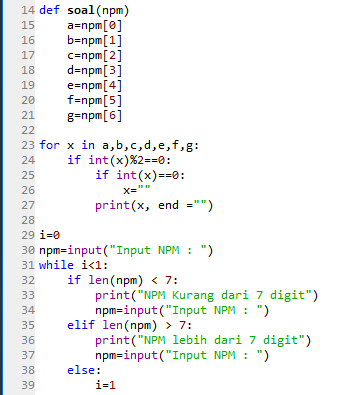 14 def soal(npm)
15     a=npm[0]
16     b=npm[1]
17     c=npm[2]
18     d=npm[3]
19     e=npm[4]
20     f=npm[5]
21     g=npm[6]
22
23 for x in a,b,c,d,e,f,g:
24     if int(x)%2==0:
25         if int(x)==0:
26             x=""
27         print(x, end ="")
28
29 i=0
30 npm=input("Input NPM : ")
31 while i<1:
32     if len(npm) < 7:
33         print("NPM Kurang dari 7 digit")
34         npm=input("Input NPM : ")
35     elif len(npm) > 7:
36         print("NPM lebih dari 7 digit")
37         npm=input("Input NPM : ")
38     else:
39         i=1